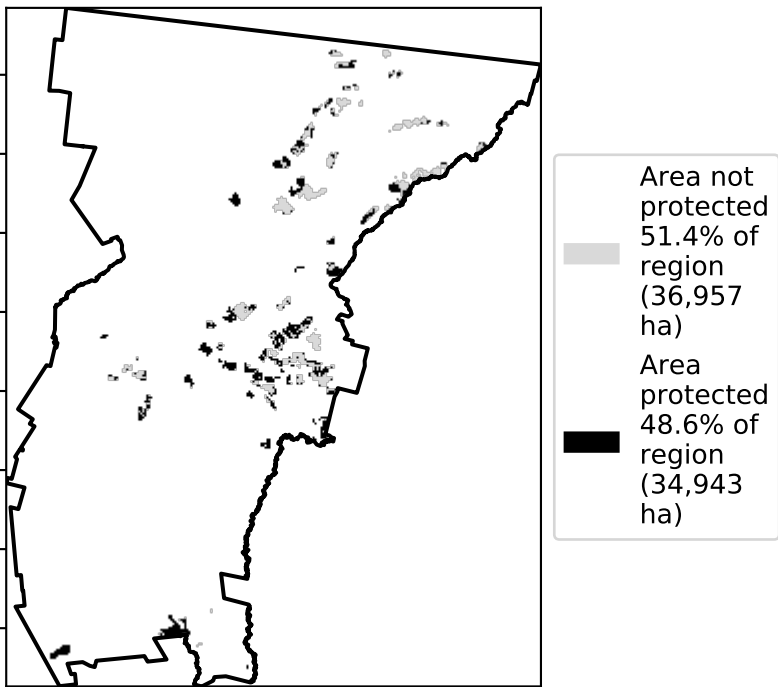 Area not
protected
51.4% of
region
(36,957
ha)
Area
protected
48.6% of
region
(34,943
ha)